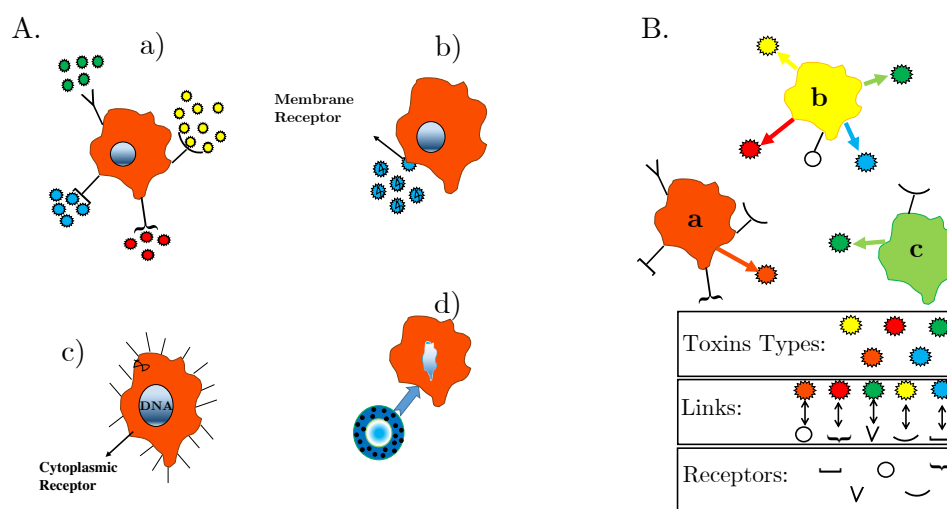 A.
a)
b)
Membrane
Receptor
c)
DNA
Cytoplasmic
Receptor
d)
B.
b
a
c
Toxins Types:
Links:
Receptors: